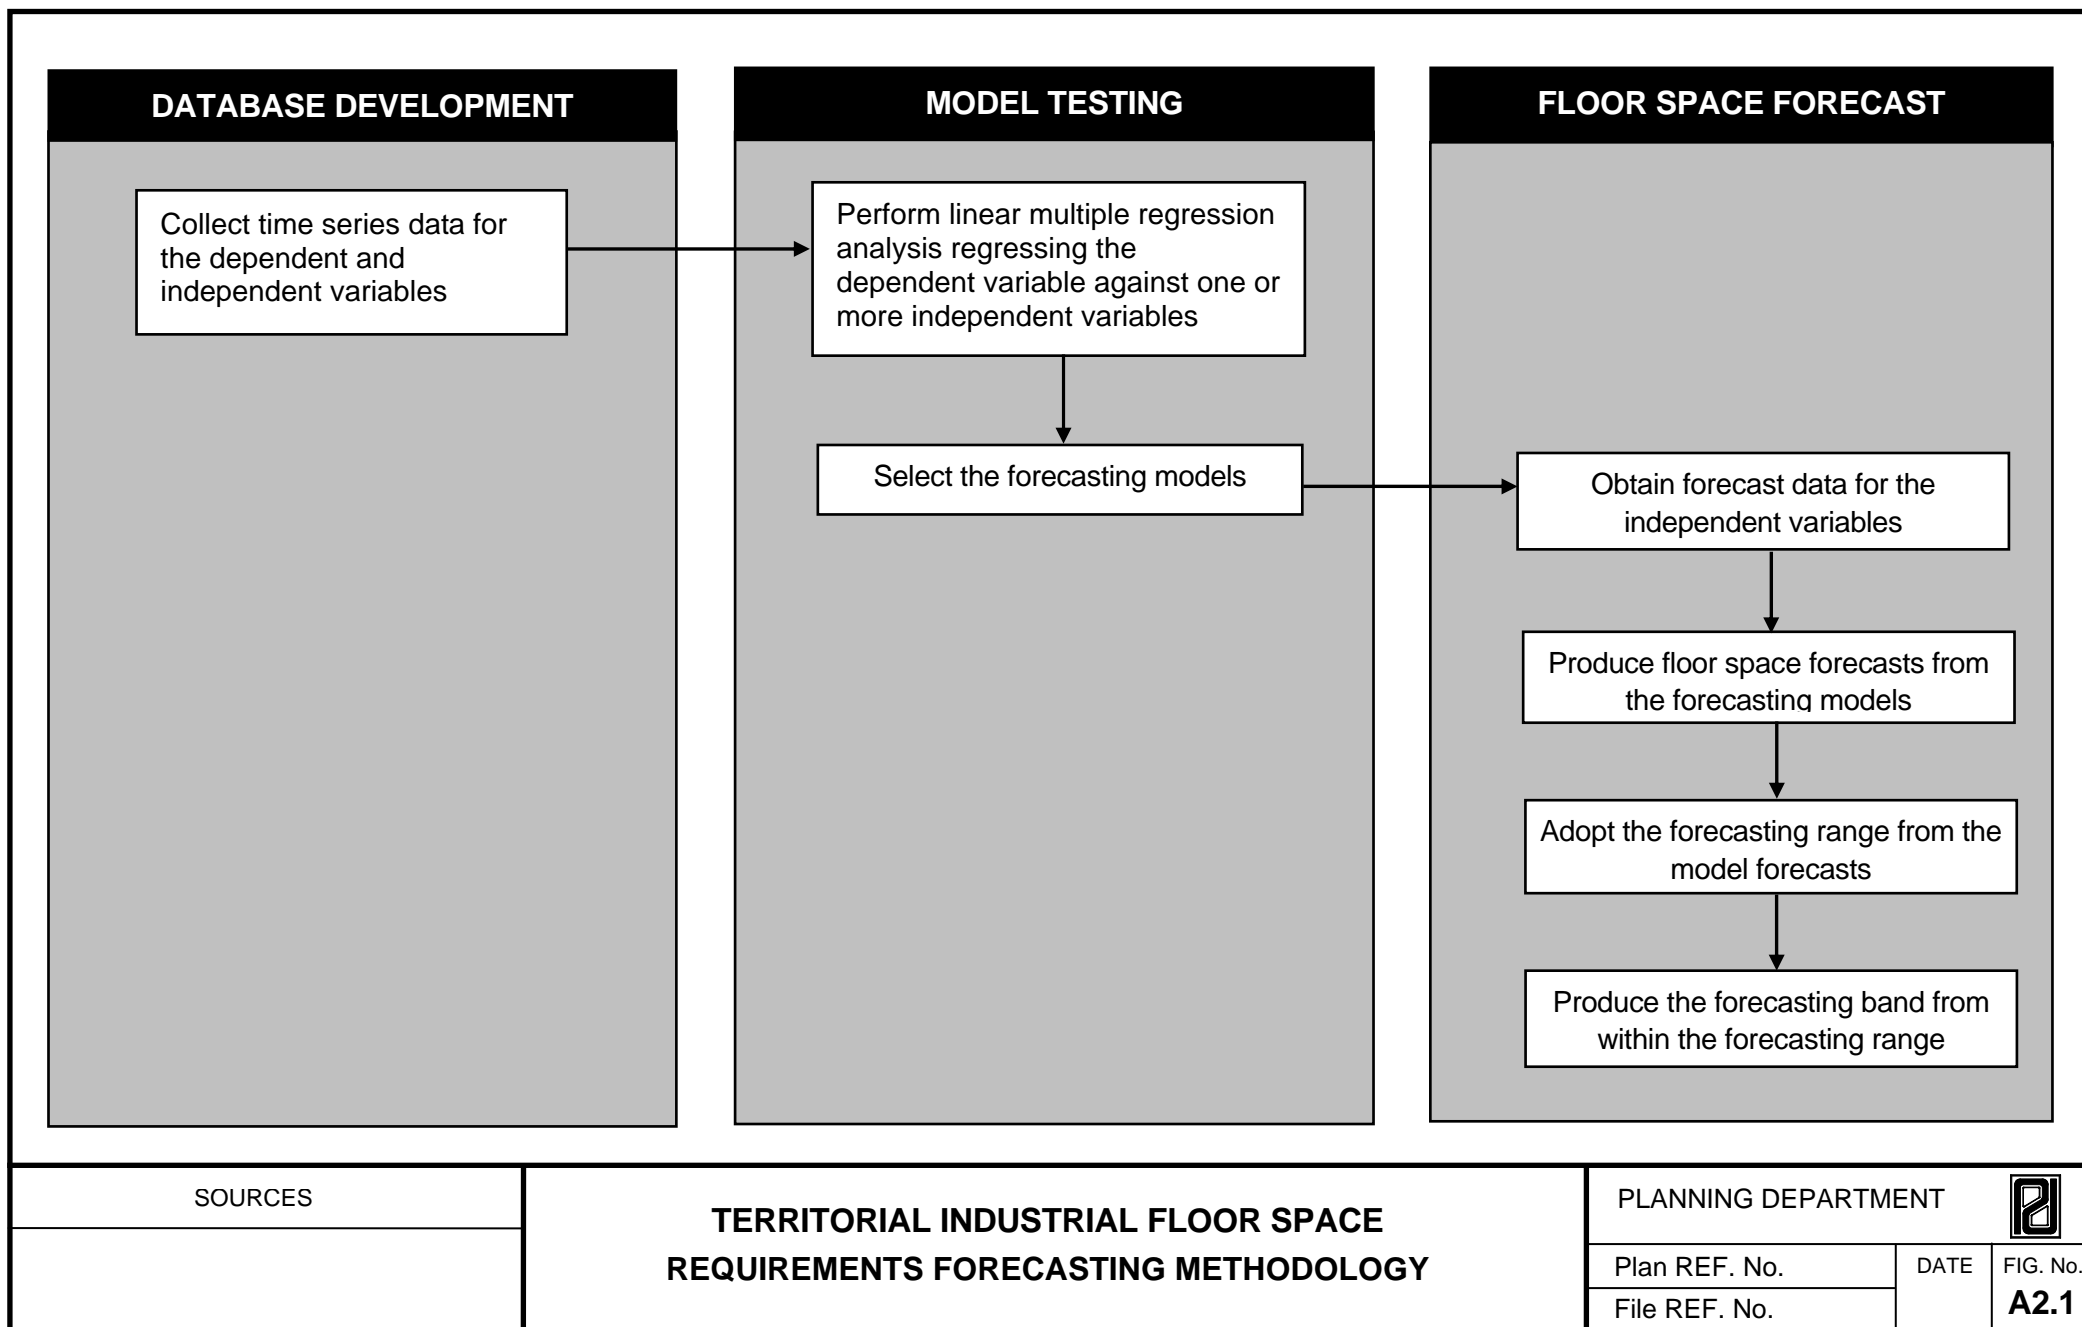 DATABASE DEVELOPMENT
Collect time series data for
the dependent and
independent variables
MODEL TESTING
Perform linear multiple regression
analysis regressing the
dependent variable against one or
more independent variables
Select the forecasting models
FLOOR SPACE FORECAST
Obtain forecast data for the
independent variables
Produce floor space forecasts from
the forecasting models
Adopt the forecasting range from the
model forecasts
Produce the forecasting band from
within the forecasting range
SOURCES
TERRITORIAL INDUSTRIAL FLOOR SPACE
REQUIREMENTS FORECASTING METHODOLOGY
PLANNING DEPARTMENT
Plan REF. No.
File REF. No.
DATE
FIG. No.
A2.1